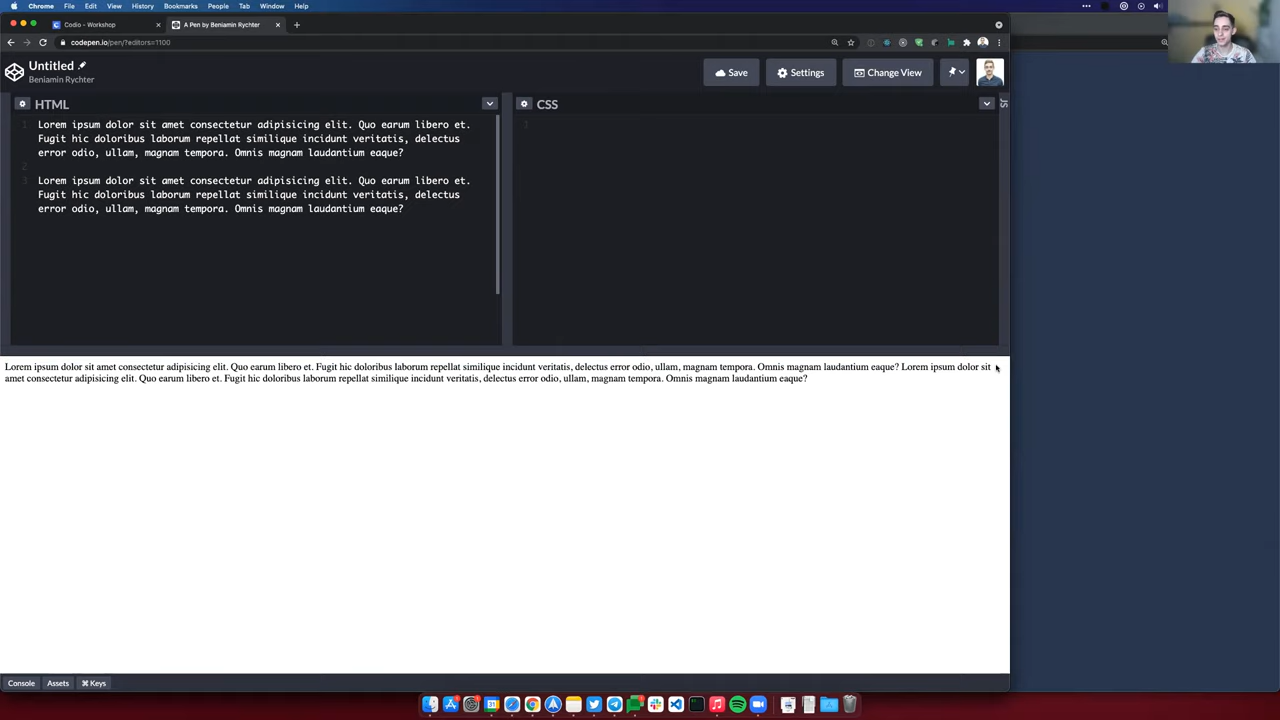 Chrome File Edit View History Bookmarks People Tab Window Help
Codio - Workshop
A Pen by Beniamin Rychter
codepen.io/pen/?editors=1100
Untitled
Beniamin Rychter
Save
Settings
Change View
HTML
CSS
JS
1 Lorem ipsum dolor sit amet consectetur adipisicing elit. Quo earum libero et.
Fugit hic doloribus laborum repellat similique incidunt veritatis, delectus
error odio, ullam, magnam tempora. Omnis magnam laudantium eaque?
2
3 Lorem ipsum dolor sit amet consectetur adipisicing elit. Quo earum libero et.
Fugit hic doloribus laborum repellat similique incidunt veritatis, delectus
error odio, ullam, magnam tempora. Omnis magnam laudantium eaque?
1
Lorem ipsum dolor sit amet consectetur adipisicing elit. Quo earum libero et. Fugit hic doloribus laborum repellat similique incidunt veritatis, delectus error odio, ullam, magnam tempora. Omnis magnam laudantium eaque? Lorem ipsum dolor sit
amet consectetur adipisicing elit. Quo earum libero et. Fugit hic doloribus laborum repellat similique incidunt veritatis, delectus error odio, ullam, magnam tempora. Omnis magnam laudantium eaque?
Console
Assets
⌘ Keys